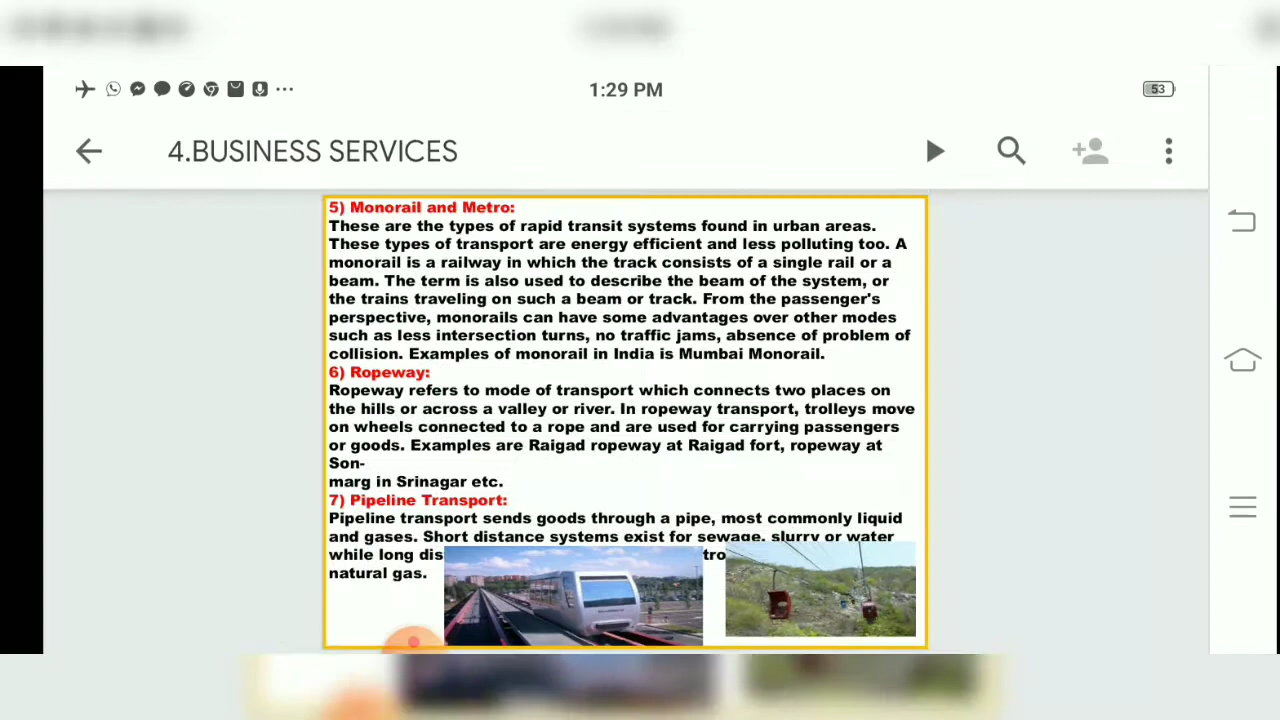 1:29 PM
53
4.BUSINESS SERVICES
5) Monorail and Metro:
These are the types of rapid transit systems found in urban areas.
These types of transport are energy efficient and less polluting too. A
monorail is a railway in which the track consists of a single rail or a
beam. The term is also used to describe the beam of the system, or
the trains traveling on such a beam or track. From the passenger's
perspective, monorails can have some advantages over other modes
such as less intersection turns, no traffic jams, absence of problem of
collision. Examples of monorail in India is Mumbai Monorail.
6) Ropeway:
Ropeway refers to mode of transport which connects two places on
the hills or across a valley or river. In ropeway transport, trolleys move
on wheels connected to a rope and are used for carrying passengers
or goods. Examples are Raigad ropeway at Raigad fort, ropeway at
Son-
marg in Srinagar etc.
7) Pipeline Transport:
Pipeline transport sends goods through a pipe, most commonly liquid
and gases. Short distance systems exist for sewage, slurry or water
while long dis tro
natural gas.